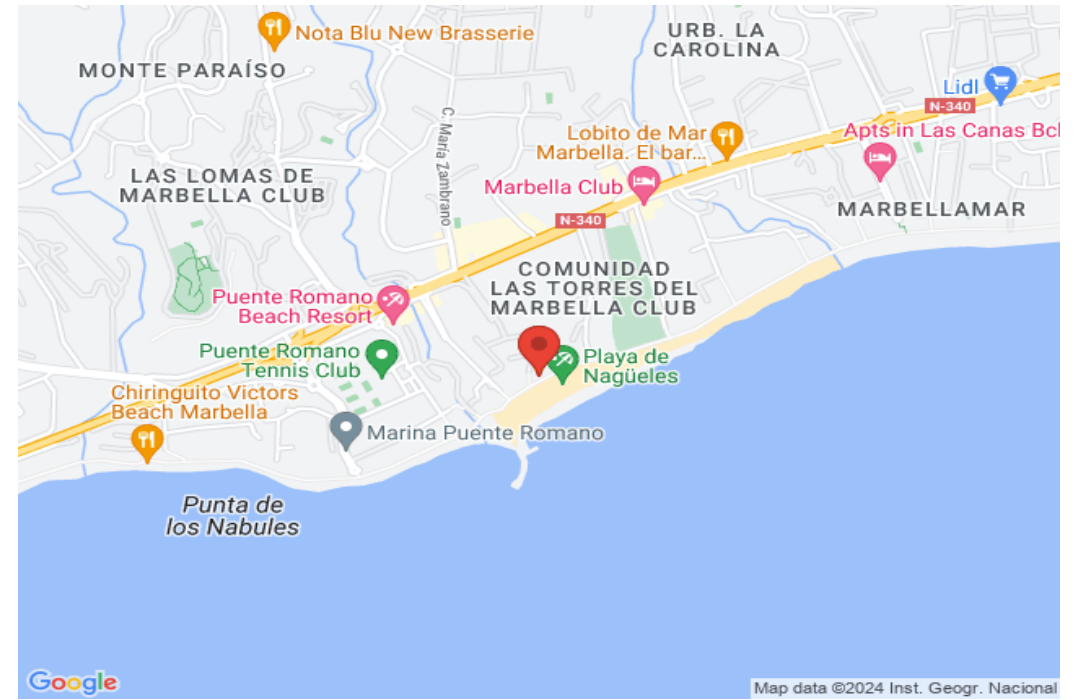 Nota Blu New Brasserie
URB. LA
CAROLINA
MONTE PARAÍSO
Lidl
N-340
C. María Zambrano
Lobito de Mar
Marbella. El bar...
Apts in Las Canas Bcl
LAS LOMAS DE
MARBELLA CLUB
Marbella Club
MARBELLAMAR
N-340
COMUNIDAD
LAS TORRES DEL
MARBELLA CLUB
Puente Romano
Beach Resort
Puente Romano
Tennis Club
Playa de
Nagüeles
Chiringuito Victors
Beach Marbella
Marina Puente Romano
Punta de
los Nabules
Google
Map data ©2024 Inst. Geogr. Nacional